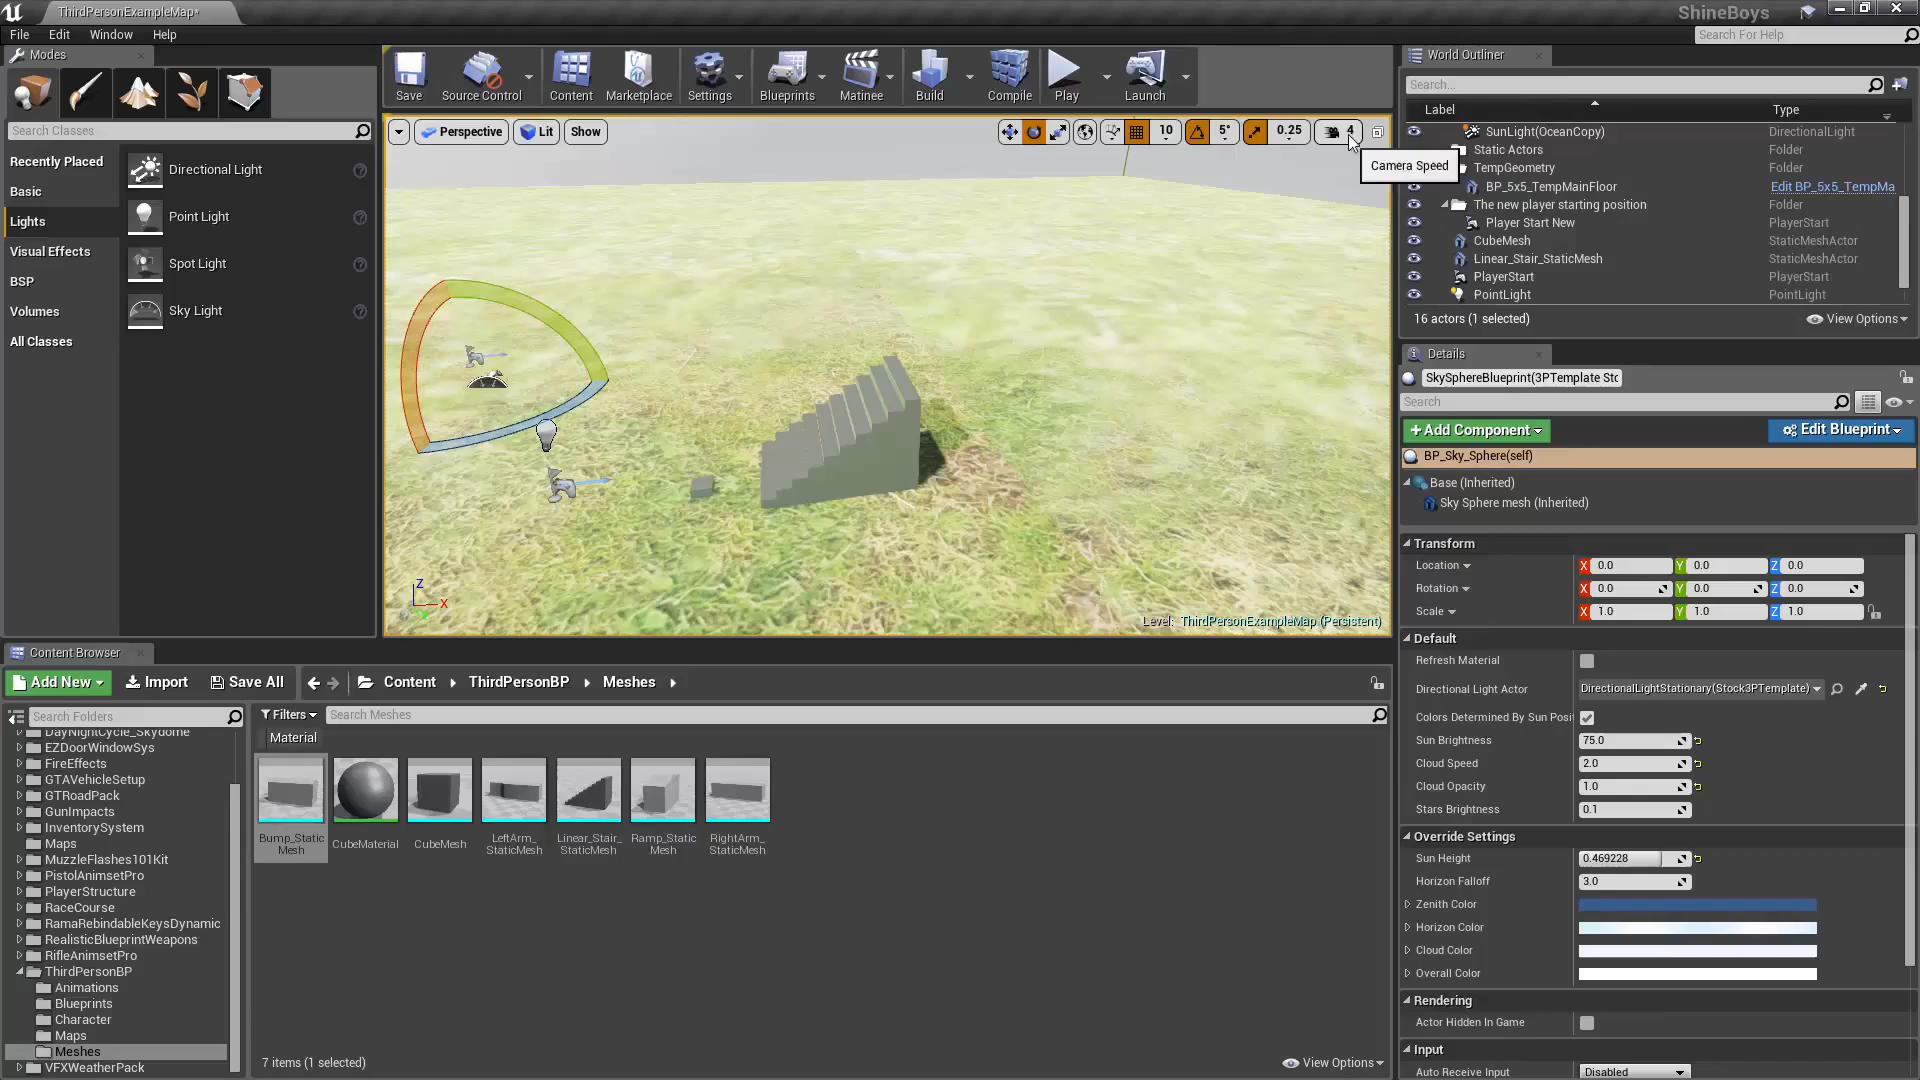 ThirdPersonExampleMap*
ShineBoys
File Edit Window Help
Search For Help
Modes
Search Classes
Recently Placed
Basic
Lights
Visual Effects
BSP
Volumes
All Classes
Directional Light
Point Light
Spot Light
Sky Light
Save Source Control Content Marketplace Settings Blueprints Matinee Build Compile Play Launch
Perspective Lit Show
10 5° 0.25 4
Camera Speed
Z
X
Y
Level: ThirdPersonExampleMap (Persistent)
World Outliner
Search...
Label Type
SunLight(OceanCopy) DirectionalLight
Static Actors Folder
TempGeometry Folder
BP_5x5_TempMainFloor Edit BP_5x5_TempMa
The new player starting position Folder
Player Start New PlayerStart
CubeMesh StaticMeshActor
Linear_Stair_StaticMesh StaticMeshActor
PlayerStart PlayerStart
PointLight PointLight
16 actors (1 selected) View Options
Details
SkySphereBlueprint(3PTemplate Stc
Search
+Add Component Edit Blueprint
BP_Sky_Sphere(self)
Base (Inherited)
Sky Sphere mesh (Inherited)
Transform
Location X 0.0 Y 0.0 Z 0.0
Rotation X 0.0 Y 0.0 Z 0.0
Scale X 1.0 Y 1.0 Z 1.0
Default
Refresh Material
Directional Light Actor DirectionalLightStationary(Stock3PTemplate)
Colors Determined By Sun Posi
Sun Brightness 75.0
Cloud Speed 2.0
Cloud Opacity 1.0
Stars Brightness 0.1
Override Settings
Sun Height 0.469228
Horizon Falloff 3.0
Zenith Color
Horizon Color
Cloud Color
Overall Color
Rendering
Actor Hidden In Game
Input
Auto Receive Input Disabled
Content Browser
Add New Import Save All Content ThirdPersonBP Meshes
Search Folders
DayNightCycle_Skydome
EZDoorWindowSys
FireEffects
GTAVehicleSetup
GTRoadPack
GunImpacts
InventorySystem
Maps
MuzzleFlashes101Kit
PistolAnimsetPro
PlayerStructure
RaceCourse
RamaRebindableKeysDynamic
RealisticBlueprintWeapons
RifleAnimsetPro
ThirdPersonBP
Animations
Blueprints
Character
Maps
Meshes
VFXWeatherPack
Filters Search Meshes
Material
Bump_Static
Mesh
CubeMaterial
CubeMesh
LeftArm_
StaticMesh
Linear_Stair_
StaticMesh
Ramp_Static
Mesh
RightArm_
StaticMesh
7 items (1 selected) View Options